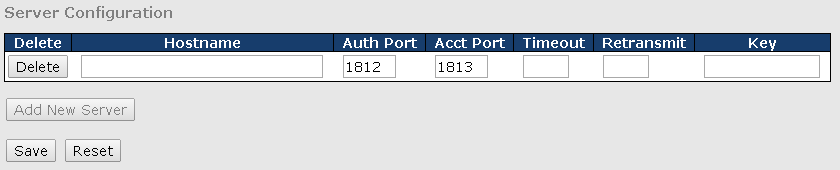 Server Configuration
Delete Hostname Auth Port Acct Port Timeout Retransmit Key
Delete 1812 1813
Add New Server
Save Reset